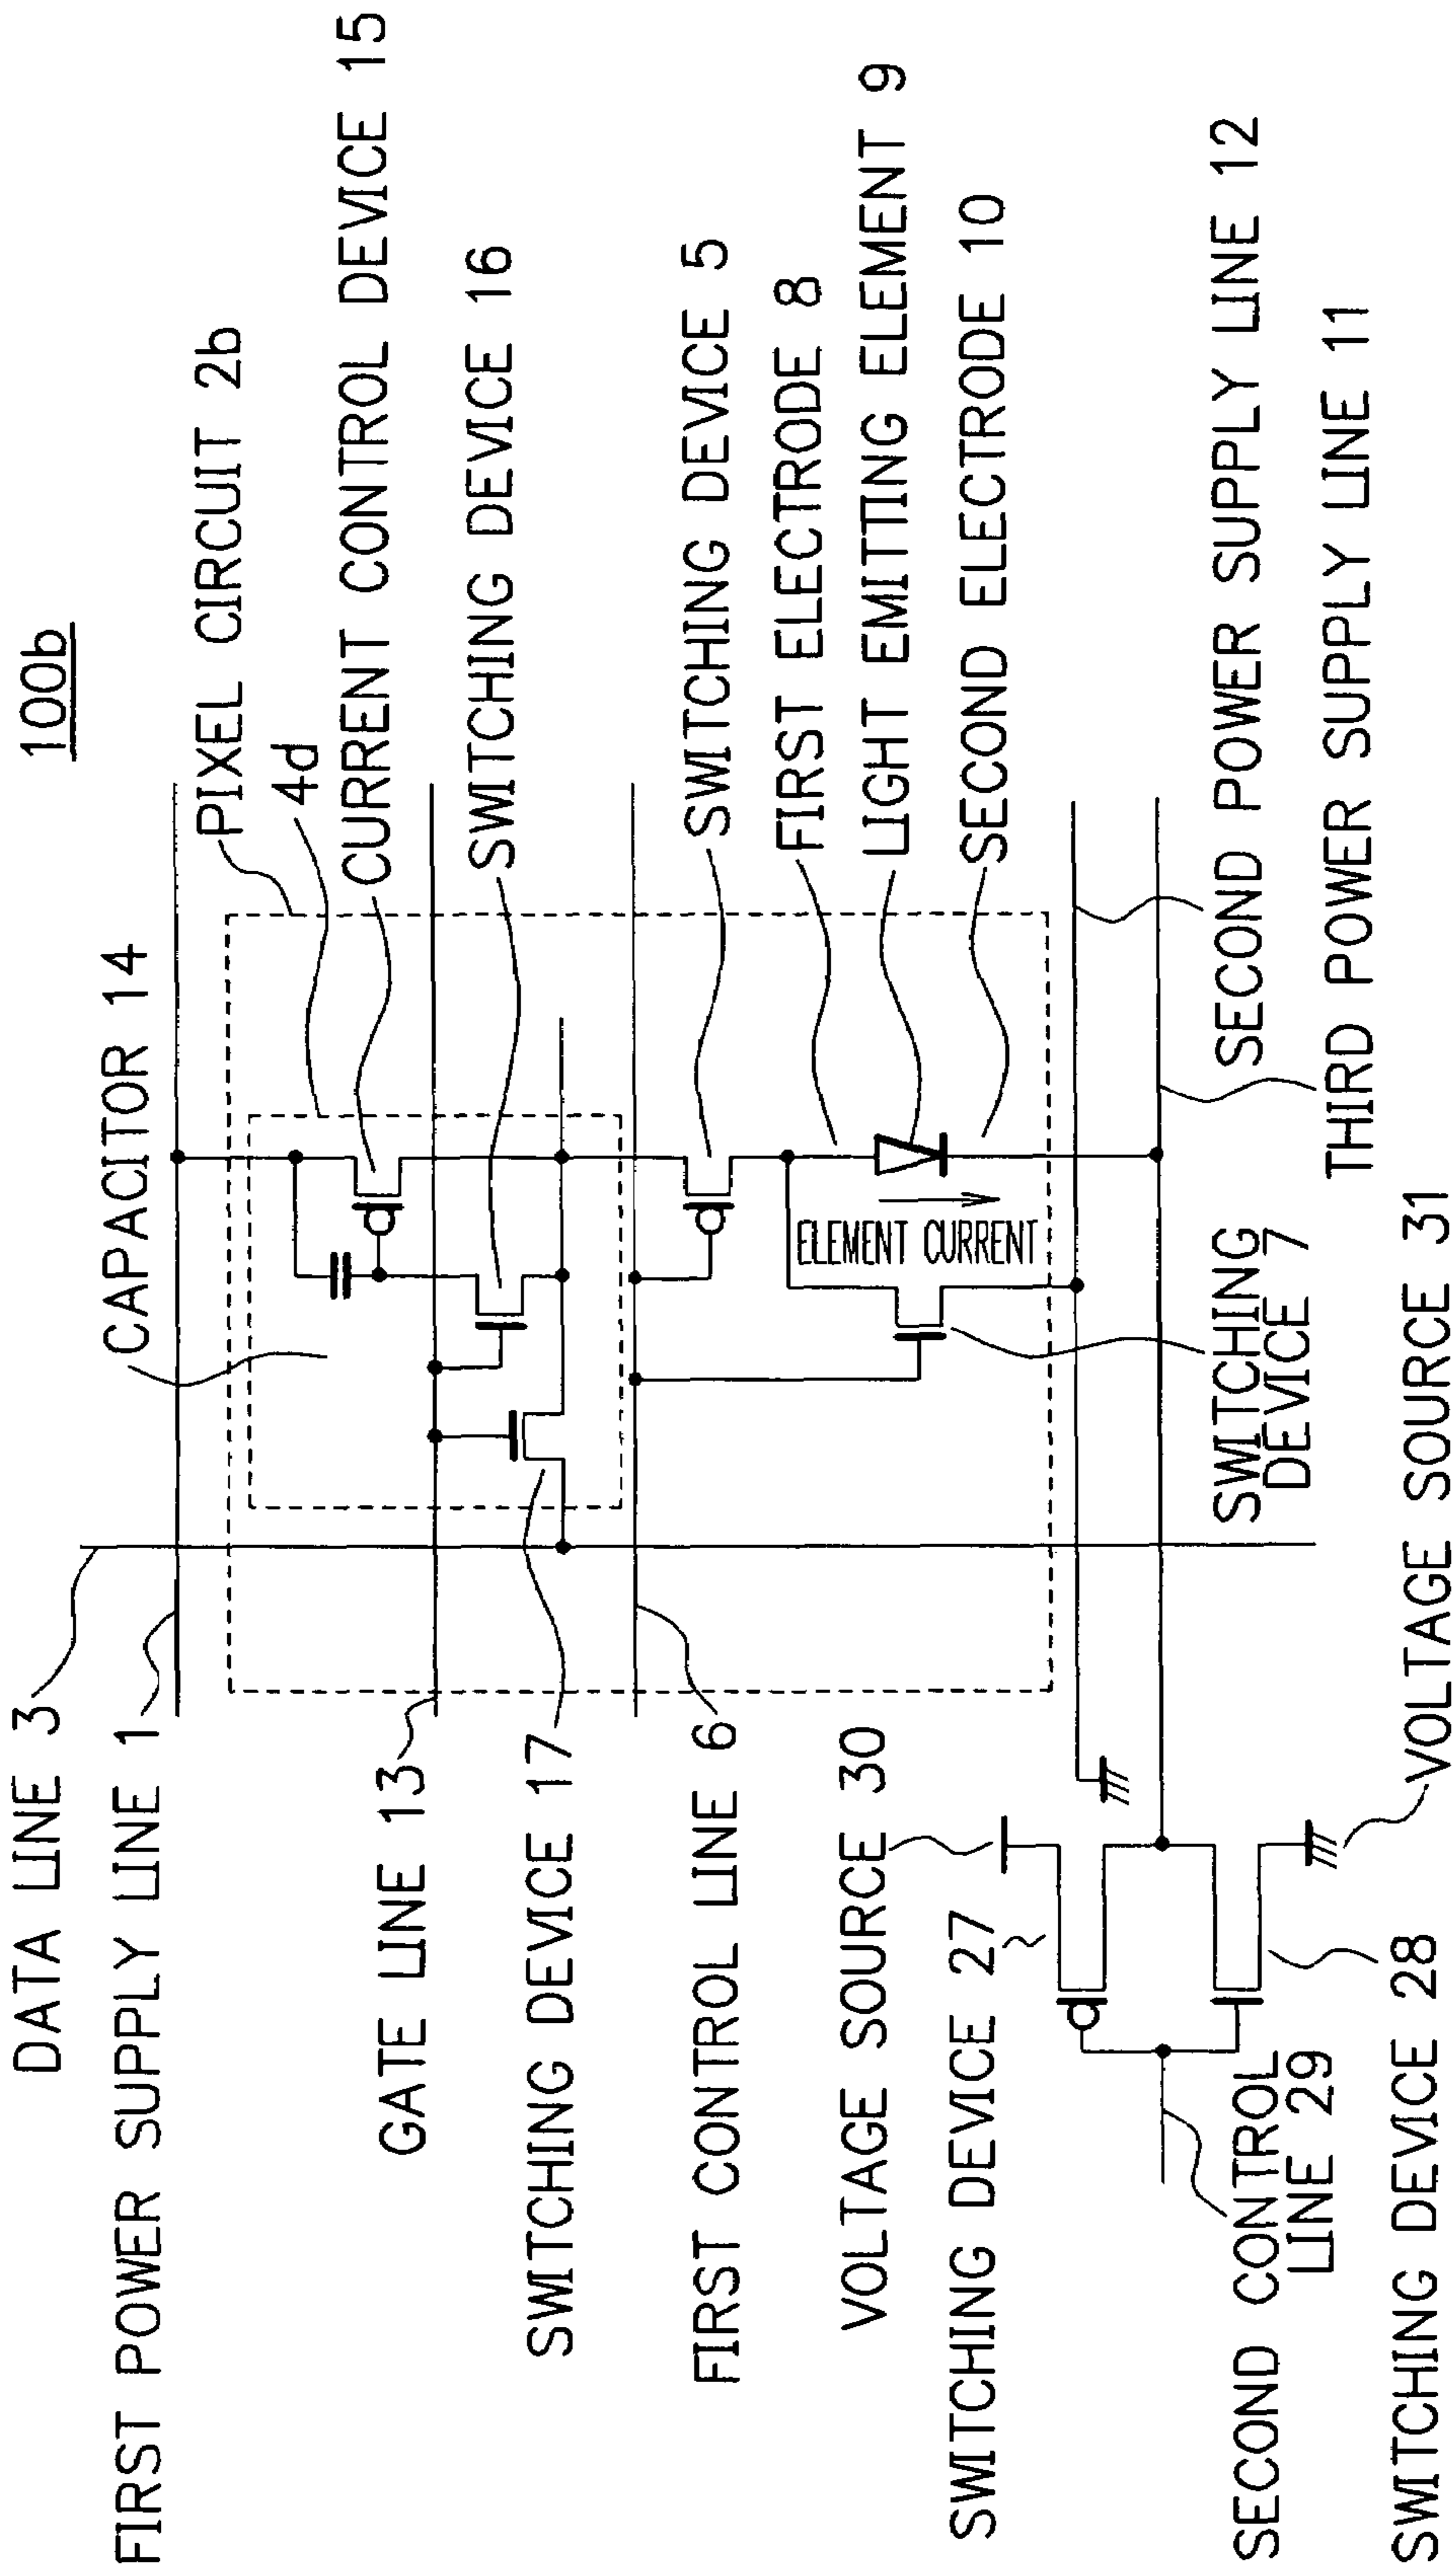 100b
DATA LINE 3
FIRST POWER SUPPLY LINE 1
CAPACITOR 14
PIXEL CIRCUIT 2b
4d
CURRENT CONTROL DEVICE 15
GATE LINE 13
SWITCHING DEVICE 16
SWITCHING DEVICE 17
FIRST CONTROL LINE 6
SWITCHING DEVICE 5
FIRST ELECTRODE 8
ELEMENT CURRENT
LIGHT EMITTING ELEMENT 9
VOLTAGE SOURCE 30
SECOND ELECTRODE 10
SWITCHING DEVICE 27
SWITCHING
DEVICE 7
SECOND POWER SUPPLY LINE 12
SECOND CONTROL
LINE 29
THIRD POWER SUPPLY LINE 11
SWITCHING DEVICE 28
VOLTAGE SOURCE 31